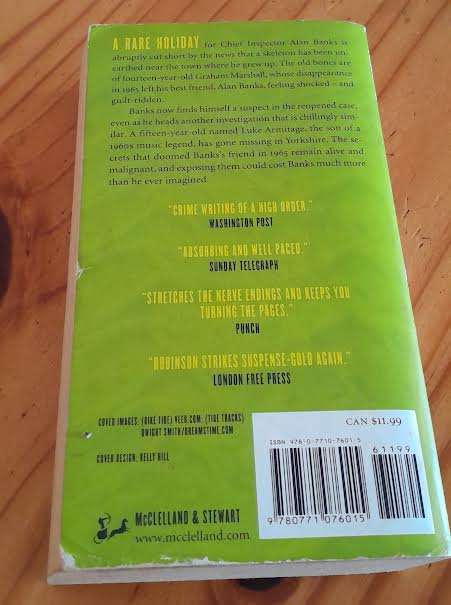 A RARE HOLIDAY for Chief Inspector Alan Banks is
abruptly cut short by the news that a skeleton has been un-
earthed near the town where he grew up. The old bones are
of fourteen-year-old Graham Marshall, whose disappearance
in 1965 left his best friend, Alan Banks, feeling shocked – and
guilt-ridden.
Banks now finds himself a suspect in the reopened case,
even as he heads another investigation that is chillingly simi-
lar. A fifteen-year-old named Luke Armitage, the son of a
1960s music legend, has gone missing in Yorkshire. The se-
crets that doomed Banks's friend in 1965 remain alive and
malignant, and exposing them could cost Banks much more
than he ever imagined.
"CRIME WRITING OF A HIGH ORDER."
WASHINGTON POST
"ABSORBING AND WELL PACED."
SUNDAY TELEGRAPH
"STRETCHES THE NERVE ENDINGS AND KEEPS YOU
TURNING THE PAGES."
PUNCH
"ROBINSON STRIKES SUSPENSE-GOLD AGAIN."
LONDON FREE PRESS
COVER IMAGES: (BIKE TIRE) VEER.COM; (TIRE TRACKS)
DWIGHT SMITH/DREAMSTIME.COM
COVER DESIGN: KELLY HILL
CAN $11.99
ISBN 978-0-7710-7601-5
61199
9 780771 076015
McCLELLAND & STEWART
www.mcclelland.com